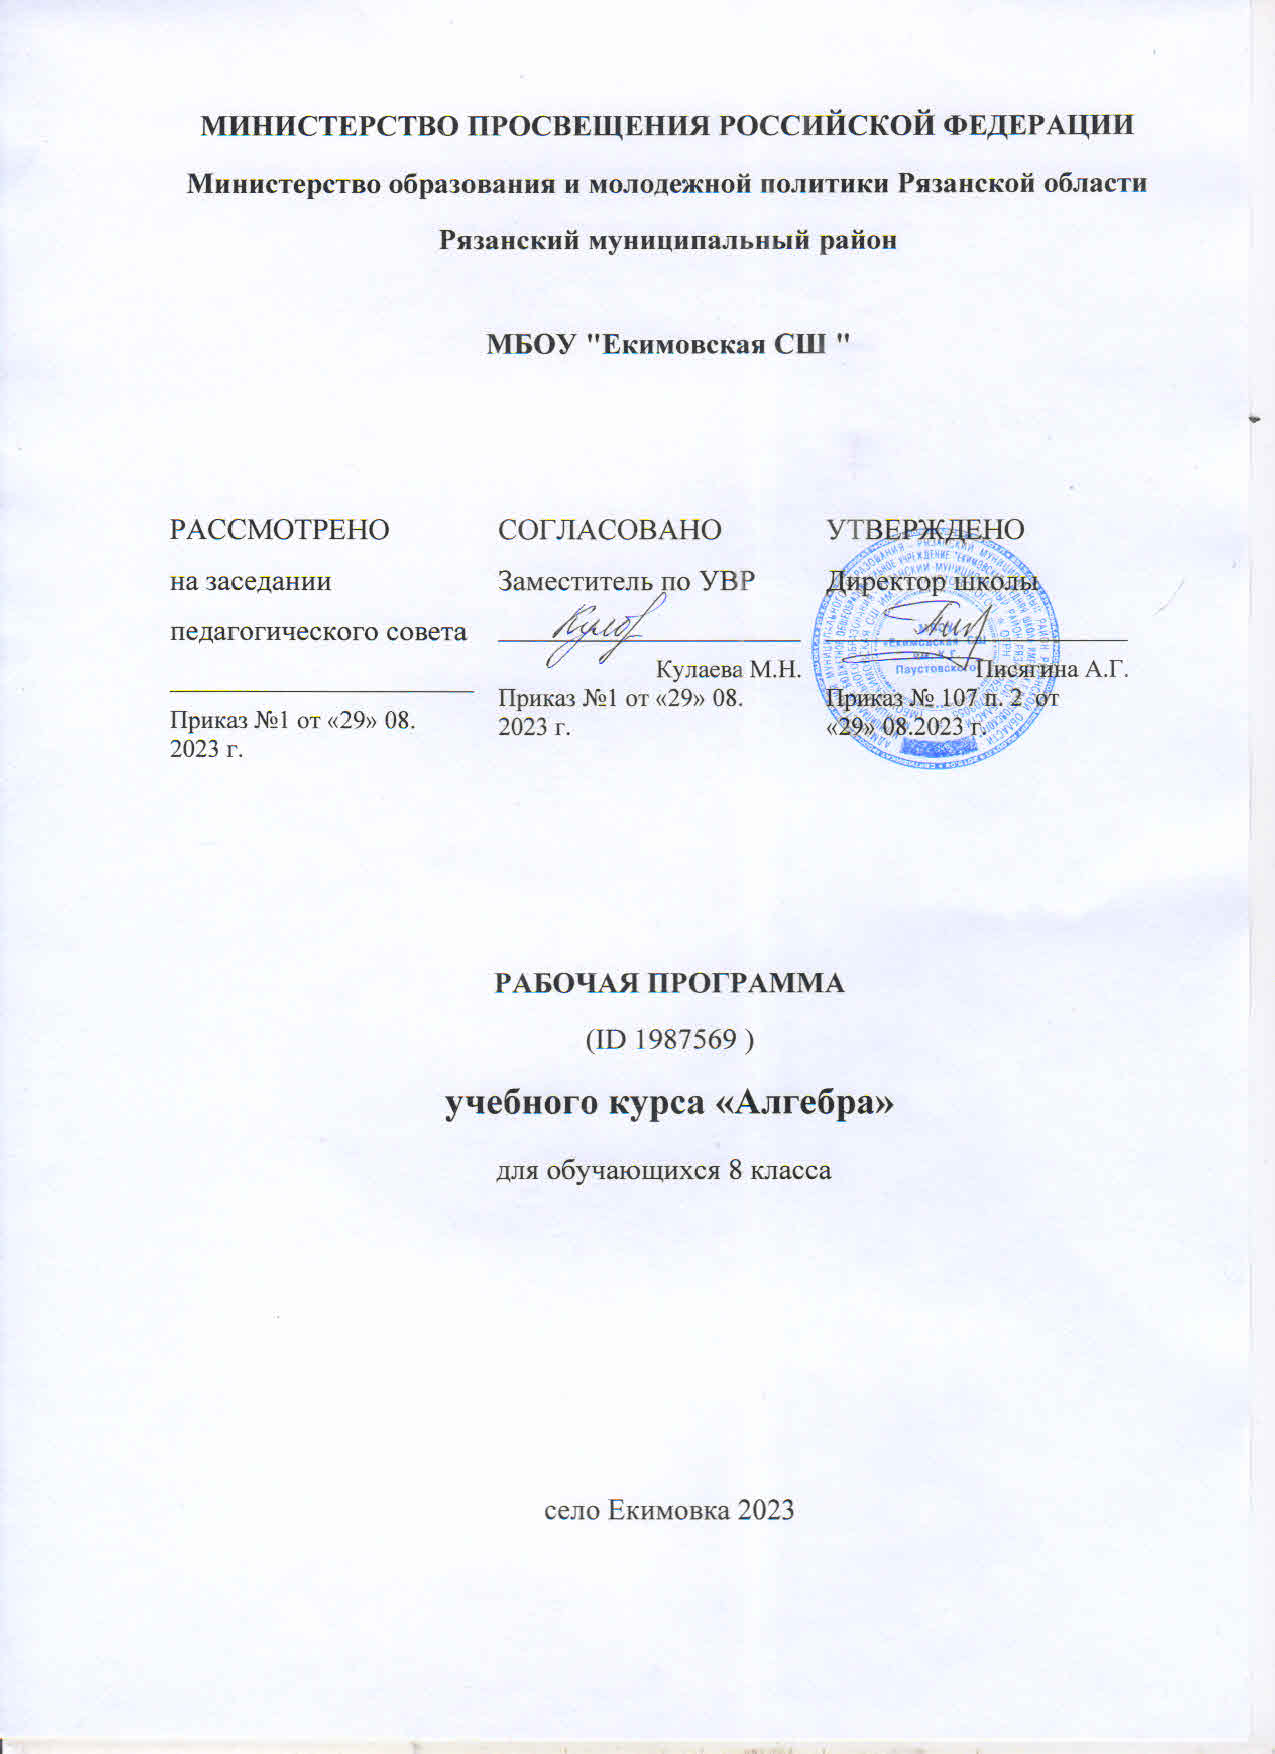 МИНИСТЕРСТВО ПРОСВЕЩЕНИЯ РОССИЙСКОЙ ФЕДЕРАЦИИ
Министерство образования и молодежной политики Рязанской области
Рязанский муниципальный район
МБОУ "Екимовская СШ "
РАССМОТРЕНО
на заседании
педагогического совета
Приказ №1 от «29» 08.
2023 г.
СОГЛАСОВАНО
Заместитель по УВР
Кулаева М.Н.
Приказ №1 от «29» 08.
2023 г.
УТВЕРЖДЕНО
Директор школы
Писягина А.Г.
Приказ № 107 п. 2 от
«29» 08.2023 г.
«Екимовская СШ
Паустовского
РАБОЧАЯ ПРОГРАММА
(ID 1987569 )
учебного курса «Алгебра»
для обучающихся 8 класса
село Екимовка 2023